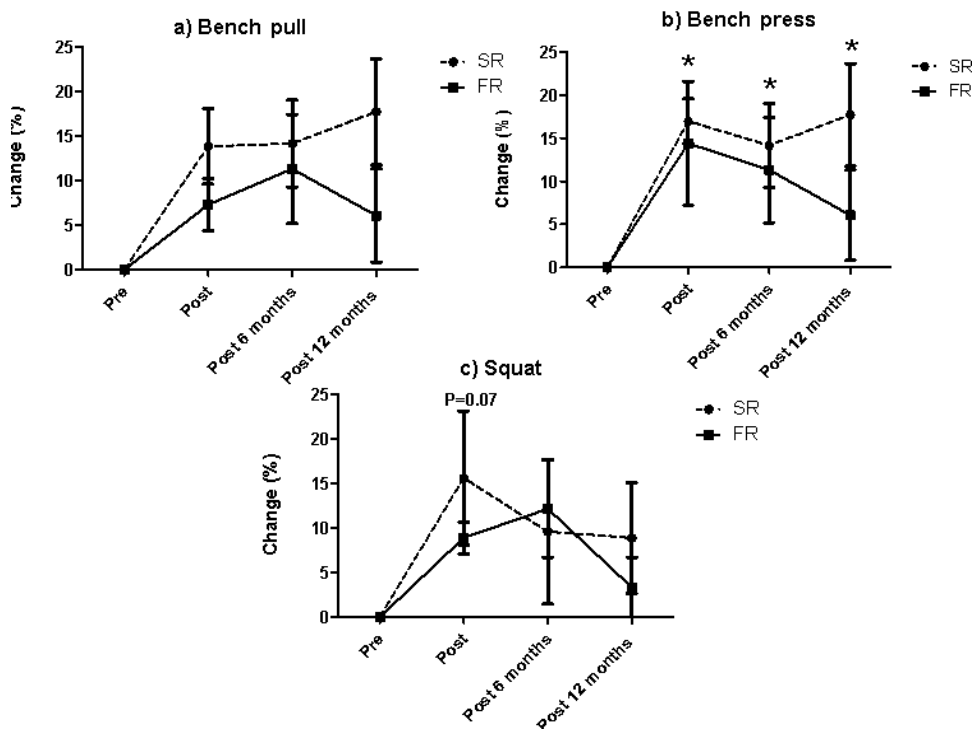 a) Bench pull
SR
FR
Change (%)
25
20
15
10
5
0
Pre
Post
Post 6 months
Post 12 months
b) Bench press
* * *
SR
FR
Change (%)
25
20
15
10
5
0
Pre
Post
Post 6 months
Post 12 months
c) Squat
P=0.07
SR
FR
Change (%)
25
20
15
10
5
0
Pre
Post
Post 6 months
Post 12 months